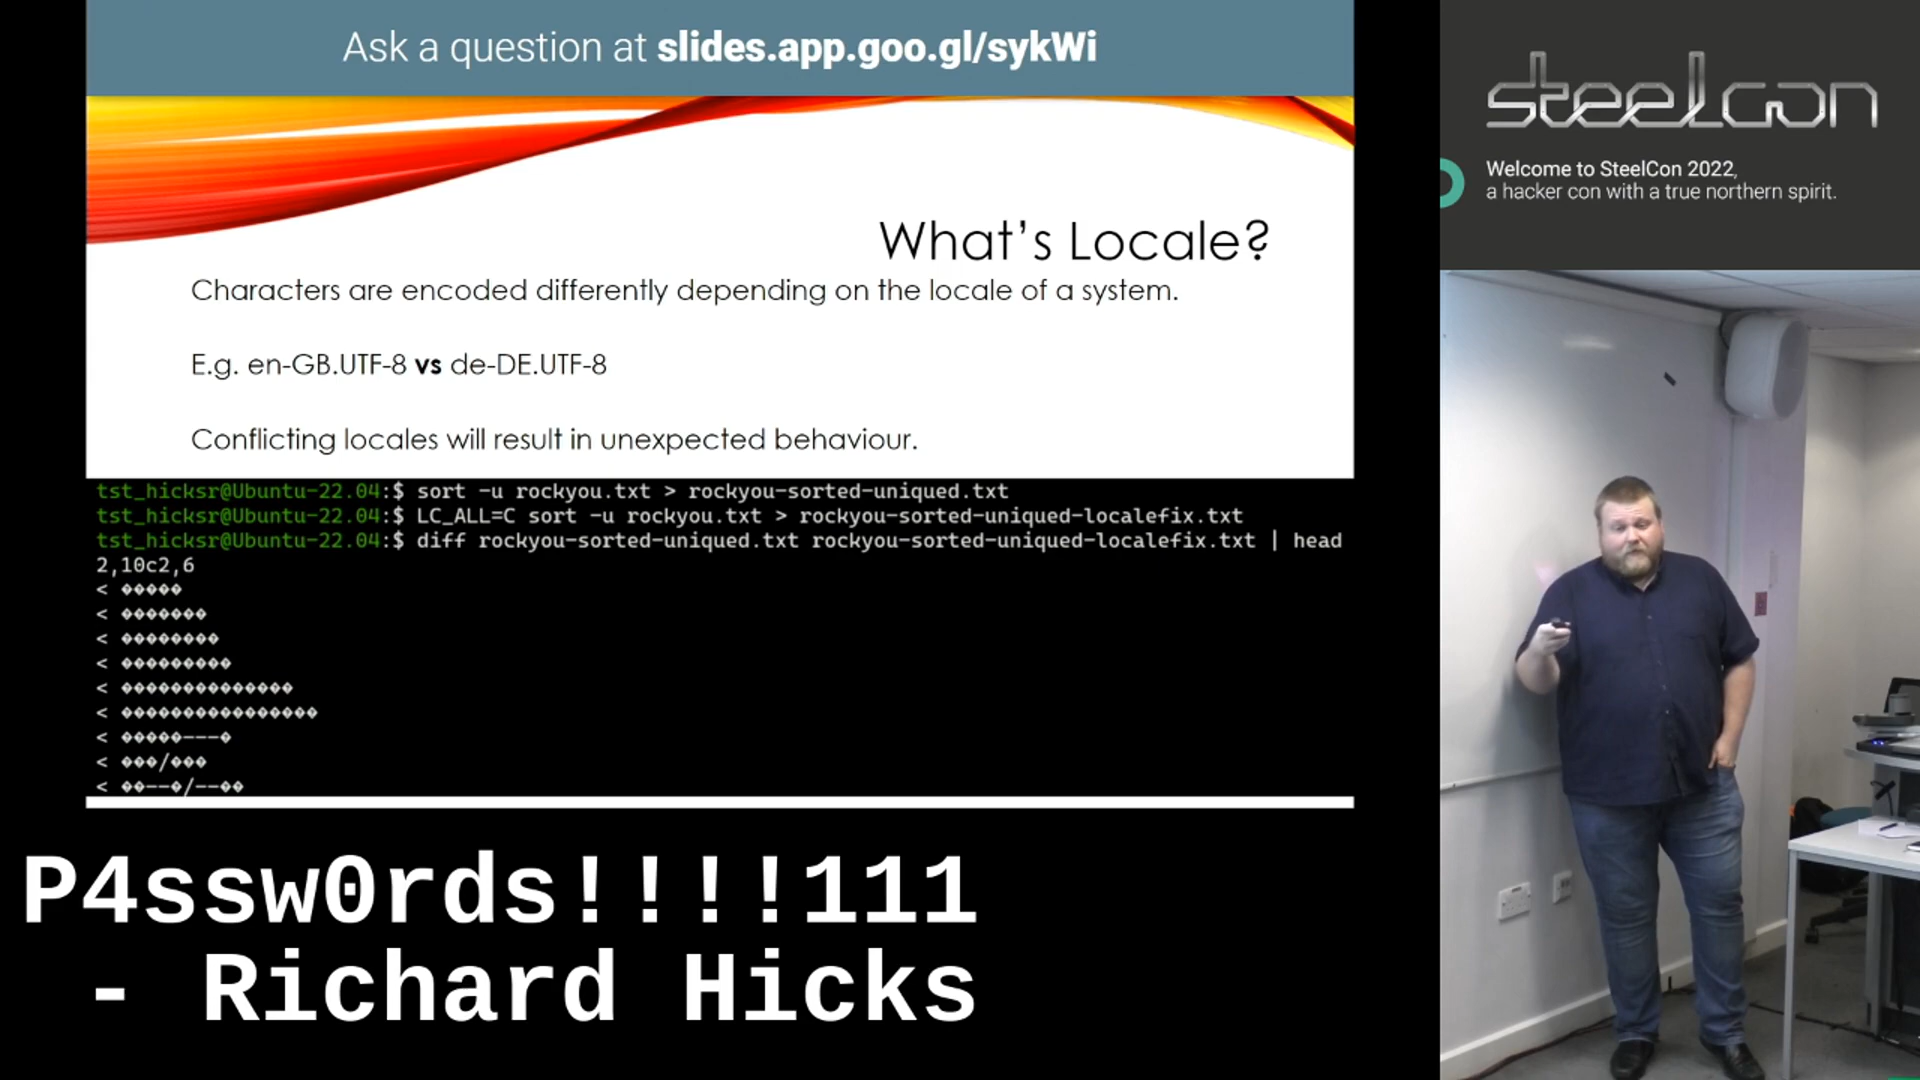 Ask a question at slides.app.goo.gl/sykWi
steelcon
Welcome to SteelCon 2022,
a hacker con with a true northern spirit.
What's Locale?
Characters are encoded differently depending on the locale of a system.
E.g. en-GB.UTF-8 vs de-DE.UTF-8
Conflicting locales will result in unexpected behaviour.
tst_hicksr@Ubuntu-22.04:$ sort -u rockyou.txt > rockyou-sorted-uniqued.txt
tst_hicksr@Ubuntu-22.04:$ LC_ALL=C sort -u rockyou.txt > rockyou-sorted-uniqued-localefix.txt
tst_hicksr@Ubuntu-22.04:$ diff rockyou-sorted-uniqued.txt rockyou-sorted-uniqued-localefix.txt | head
2,10c2,6
< �����
< �������
< ��������
< ���������
< ��������������
< ����������������
< �����---�
< ���/���
< ��--�/--��
P4ssw0rds!!!!111
- Richard Hicks